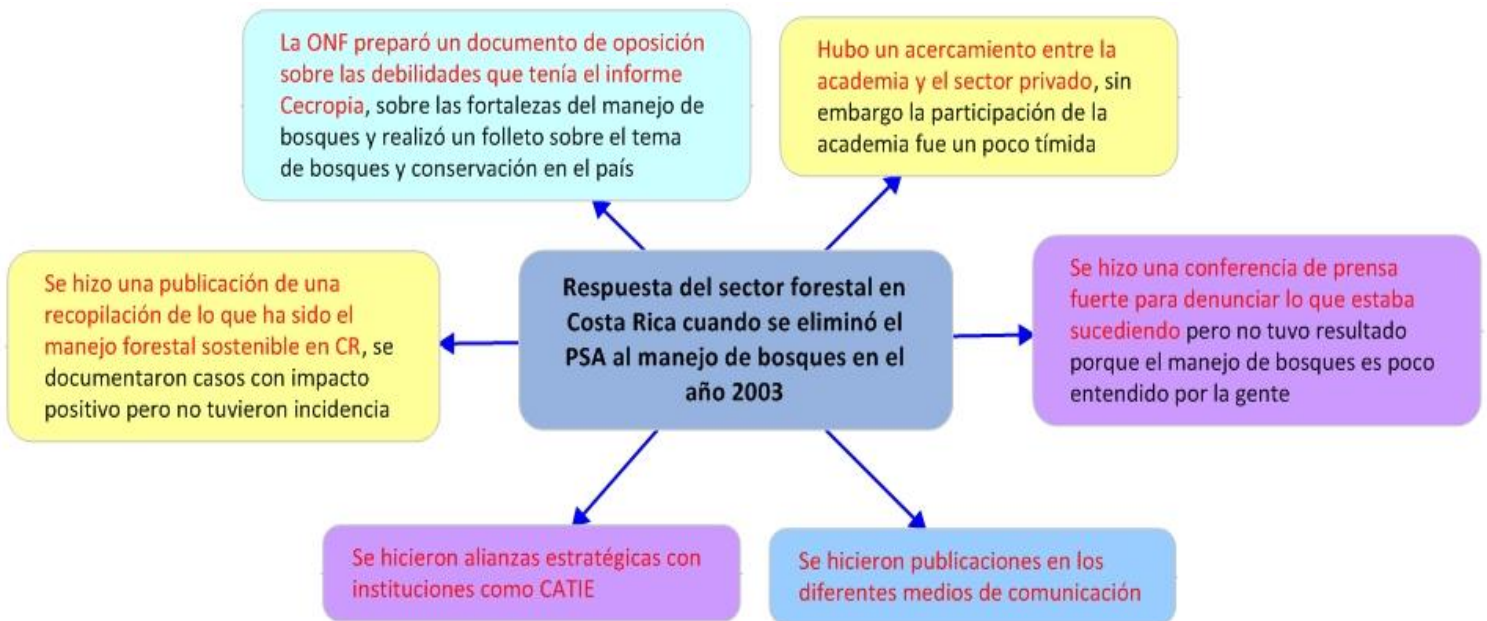 La ONF preparó un documento de oposición
sobre las debilidades que tenía el informe
Cecropia, sobre las fortalezas del manejo de
bosques y realizó un folleto sobre el tema
de bosques y conservación en el país
Hubo un acercamiento entre la
academia y el sector privado, sin
embargo la participación de la
academia fue un poco tímida
Se hizo una publicación de una
recopilación de lo que ha sido el
manejo forestal sostenible en CR, se
documentaron casos con impacto
positivo pero no tuvieron incidencia
Respuesta del sector forestal en
Costa Rica cuando se eliminó el
PSA al manejo de bosques en el
año 2003
Se hizo una conferencia de prensa
fuerte para denunciar lo que estaba
sucediendo pero no tuvo resultado
porque el manejo de bosques es poco
entendido por la gente
Se hicieron alianzas estratégicas con
instituciones como CATIE
Se hicieron publicaciones en los
diferentes medios de comunicación